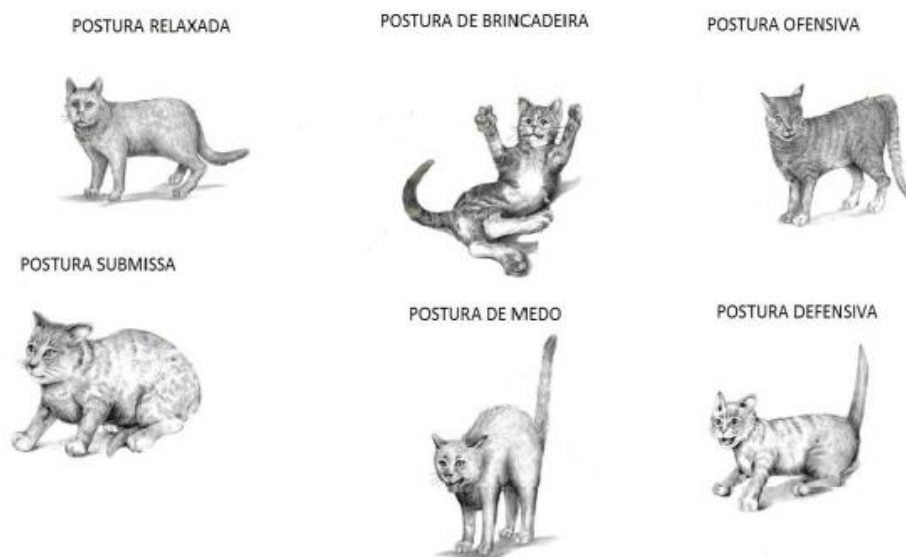 POSTURA RELAXADA
POSTURA DE BRINCADEIRA
POSTURA OFENSIVA
POSTURA SUBMISSA
POSTURA DE MEDO
POSTURA DEFENSIVA